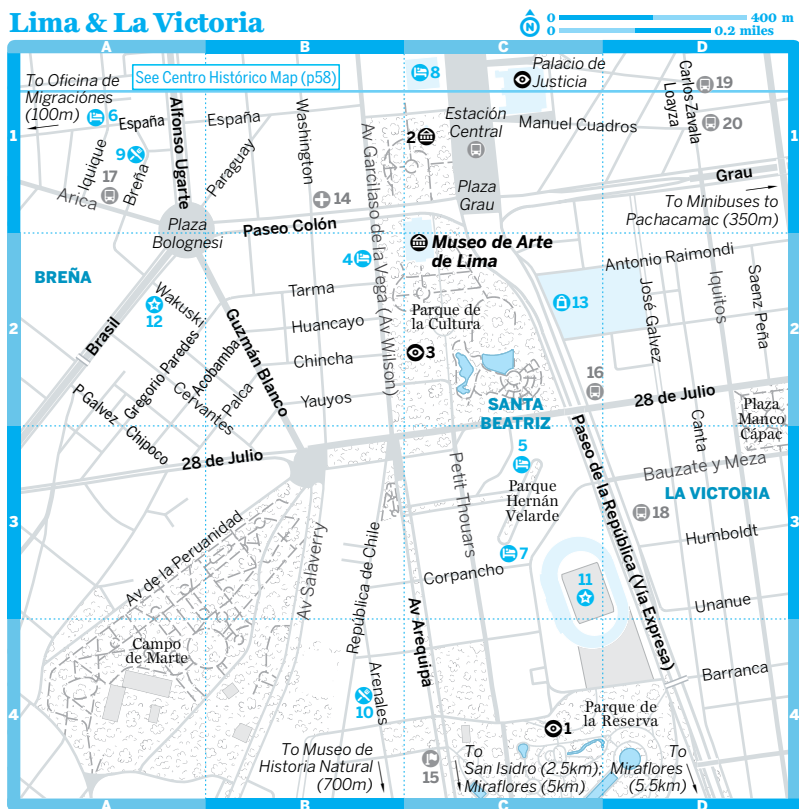 Lima & La Victoria
N
0 400 m
0 0.2 miles
A
B
C
D
1
2
3
4
1
2
3
4
A
B
C
D
See Centro Histórico Map (p58)
To Oficina de
Migraciónes
(100m)
6
España
España
9
Iquique
17
Breña
Arica
Alfonso Ugarte
Paraguay
Washington
14
Plaza
Bolognesi
Paseo Colón
Av Garcilaso de la Vega (Av Wilson)
8
2
Palacio de
Justicia
Estación
Central
Manuel Cuadros
Plaza
Grau
Carlos Zavala
Loayza
19
20
Grau
To Minibuses to
Pachacamac (350m)
Museo de Arte
de Lima
4
BREÑA
12
Wakuski
Brasil
Gregorio Paredes
Acobamba
Cervantes
Palca
P Galvez
Chipoco
Guzmán Blanco
Tarma
Huancayo
Chincha
Yauyos
Parque de
la Cultura
3
13
Antonio Raimondi
José Galvez
Iquitos
Saenz Peña
16
SANTA
BEATRIZ
28 de Julio
Plaza
Manco
Cápac
Canta
28 de Julio
5
Petit Thouars
Parque
Hernán
Velarde
Paseo de la República (Vía Expresa)
Bauzate y Meza
LA VICTORIA
18
Humboldt
7
Corpancho
11
Unanue
Av de la Peruanidad
Av Salaverry
República de Chile
Av Arequipa
Campo
de Marte
Arenales
10
Barranca
Parque de
la Reserva
1
To Museo de
Historia Natural
(700m)
15
To
San Isidro (2.5km);
Miraflores (5km)
To
Miraflores
(5.5km)